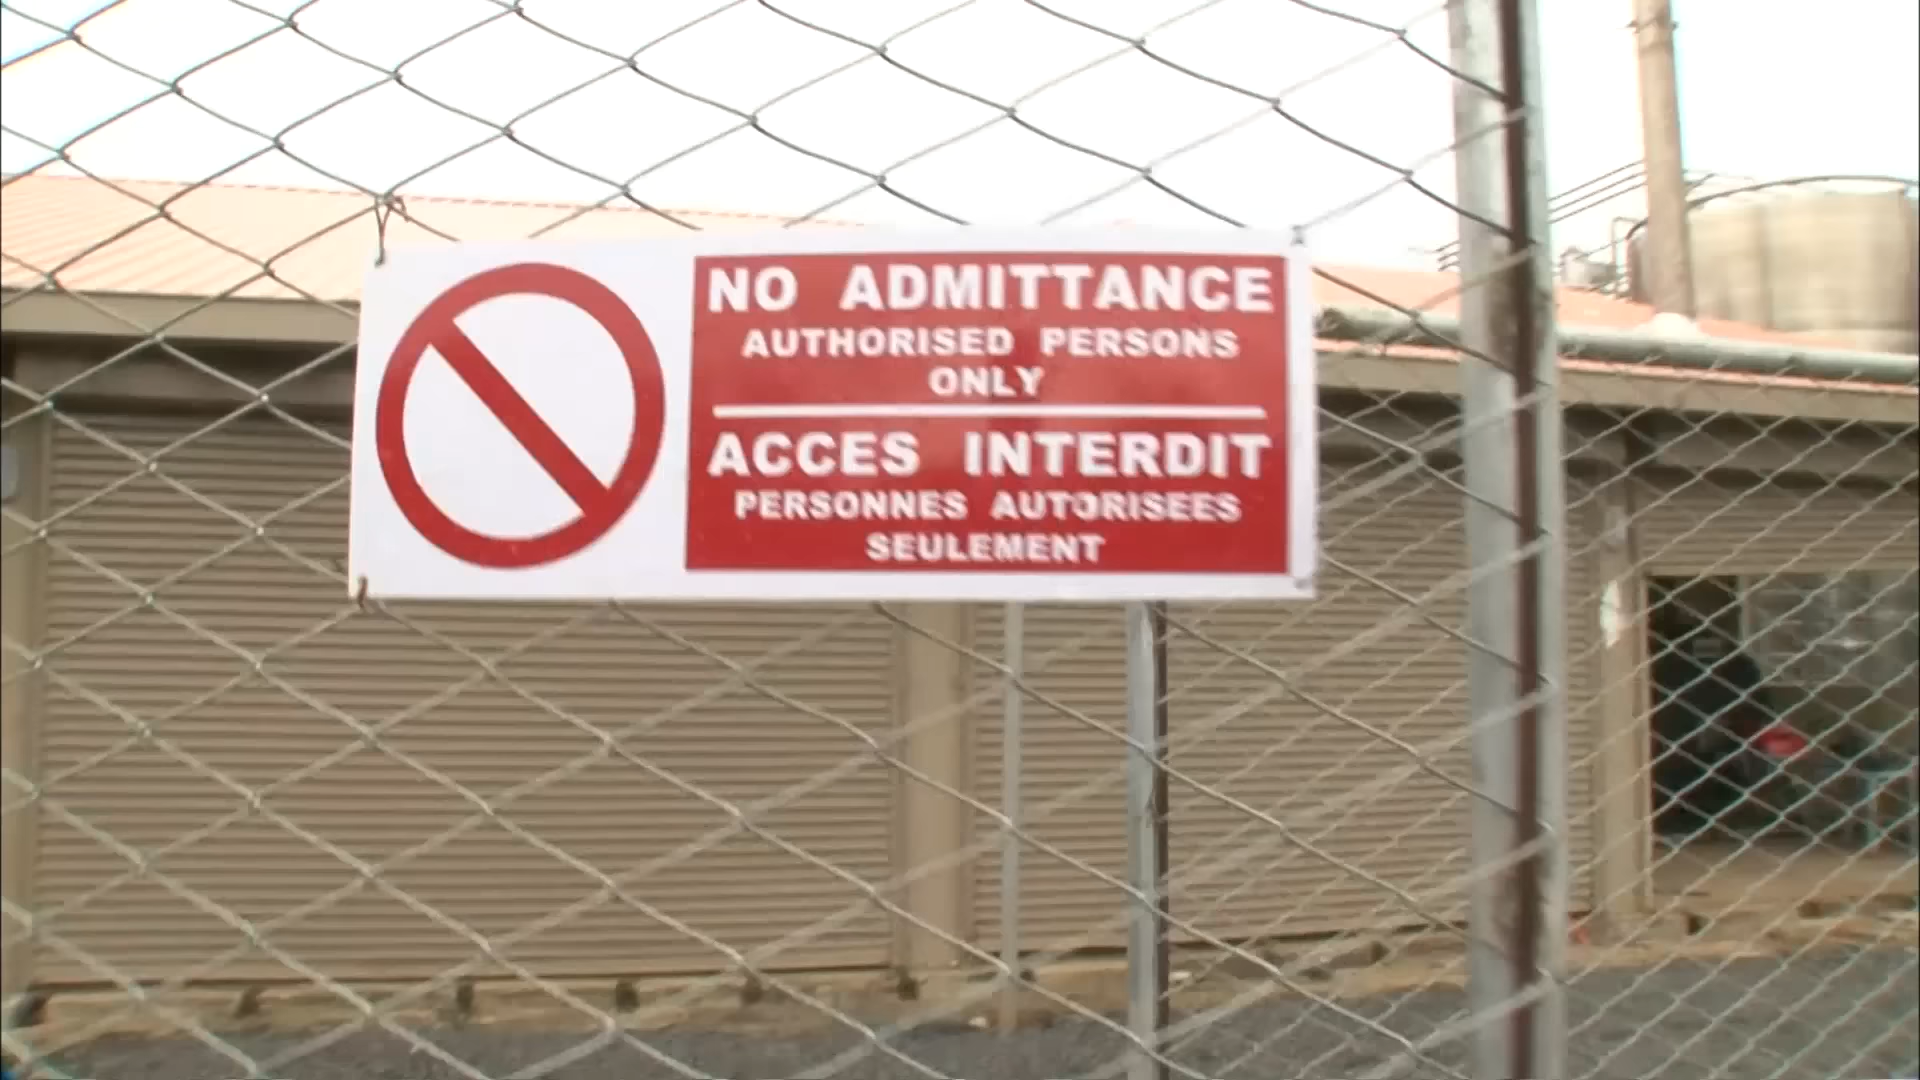 NO ADMITTANCE
AUTHORISED PERSONS
ONLY
ACCES INTERDIT
PERSONNES AUTORISEES
SEULEMENT